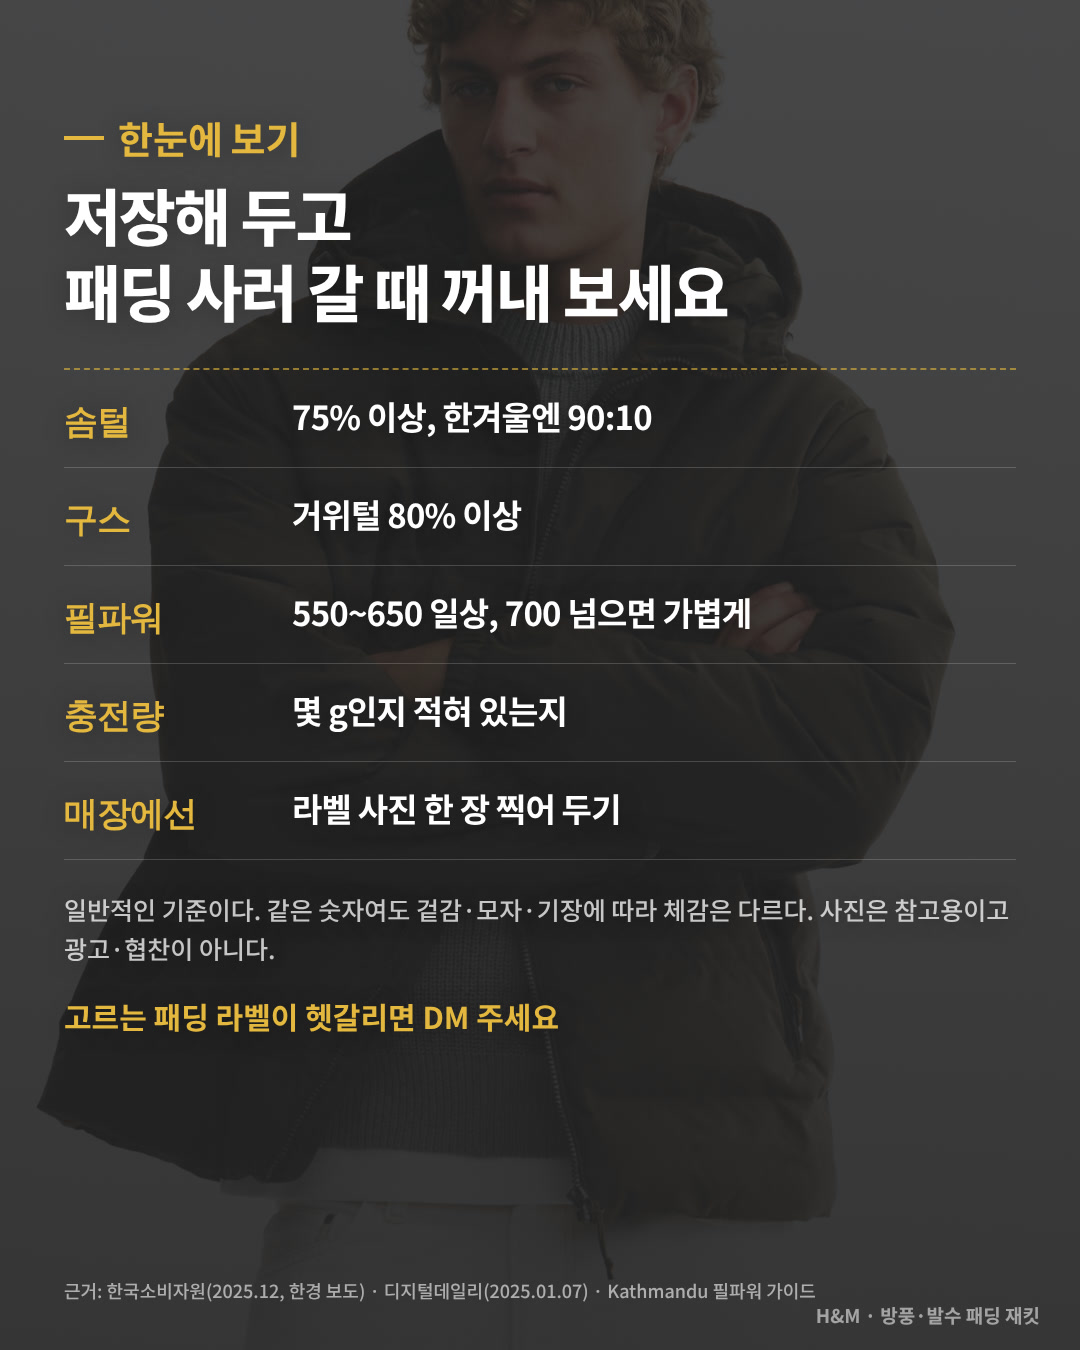 한눈에 보기
저장해 두고
패딩 사러 갈 때 꺼내 보세요
솜털 75% 이상, 한겨울엔 90:10
구스 거위털 80% 이상
필파워 550~650 일상, 700 넘으면 가볍게
충전량 몇 g인지 적혀 있는지
매장에선 라벨 사진 한 장 찍어 두기
일반적인 기준이다. 같은 숫자여도 겉감·모자·기장에 따라 체감은 다르다. 사진은 참고용이고
광고·협찬이 아니다.
고르는 패딩 라벨이 헷갈리면 DM 주세요
근거: 한국소비자원(2025.12, 한경 보도) · 디지털데일리(2025.01.07) · Kathmandu 필파워 가이드
H&M · 방풍·발수 패딩 재킷